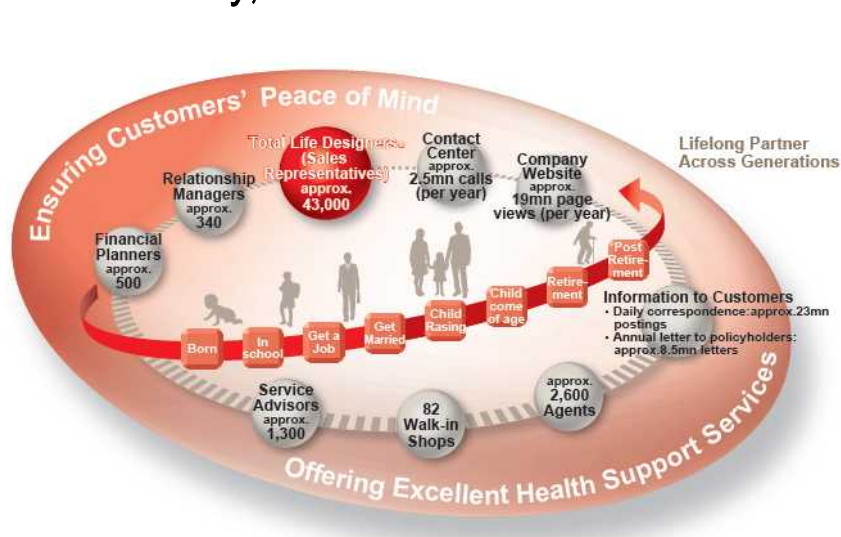 y,
Ensuring Customers' Peace of Mind
Total Life Designers
(Sales
Representatives)
approx.
43,000
Contact
Center
approx.
2.5mn calls
(per year)
Company
Website
approx.
19mn page
views (per year)
Lifelong Partner
Across Generations
Relationship
Managers
approx.
340
Financial
Planners
approx.
500
Born
In
school
Get a
Job
Get
Married
Child
Rasing
Child
come
of age
Retire-
ment
Post
Retire-
ment
Information to Customers
• Daily correspondence:approx.23mn
postings
• Annual letter to policyholders:
approx.8.5mn letters
Service
Advisors
approx.
1,300
82
Walk-in
Shops
approx.
2,600
Agents
Offering Excellent Health Support Services